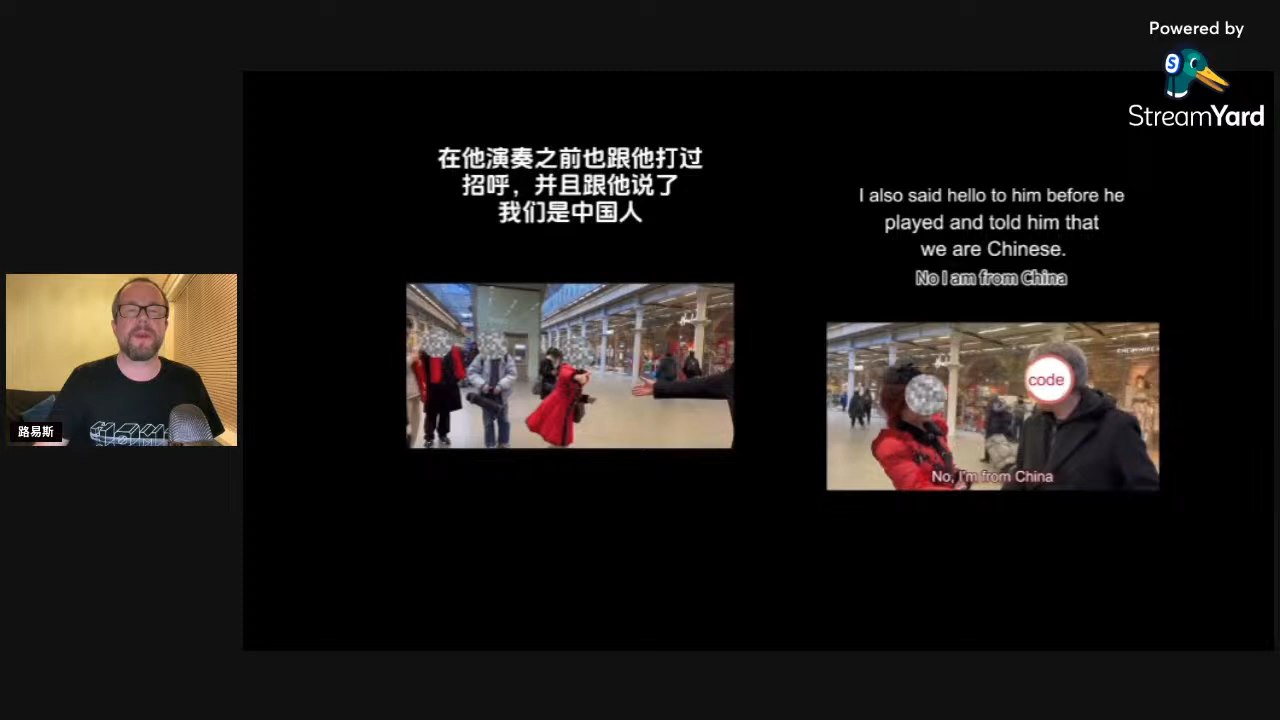 Powered by
S
StreamYard
在他演奏之前也跟他打过
招呼，并且跟他说了
我们是中国人
I also said hello to him before he
played and told him that
we are Chinese.
No I am from China
code
No, I'm from China
路易斯